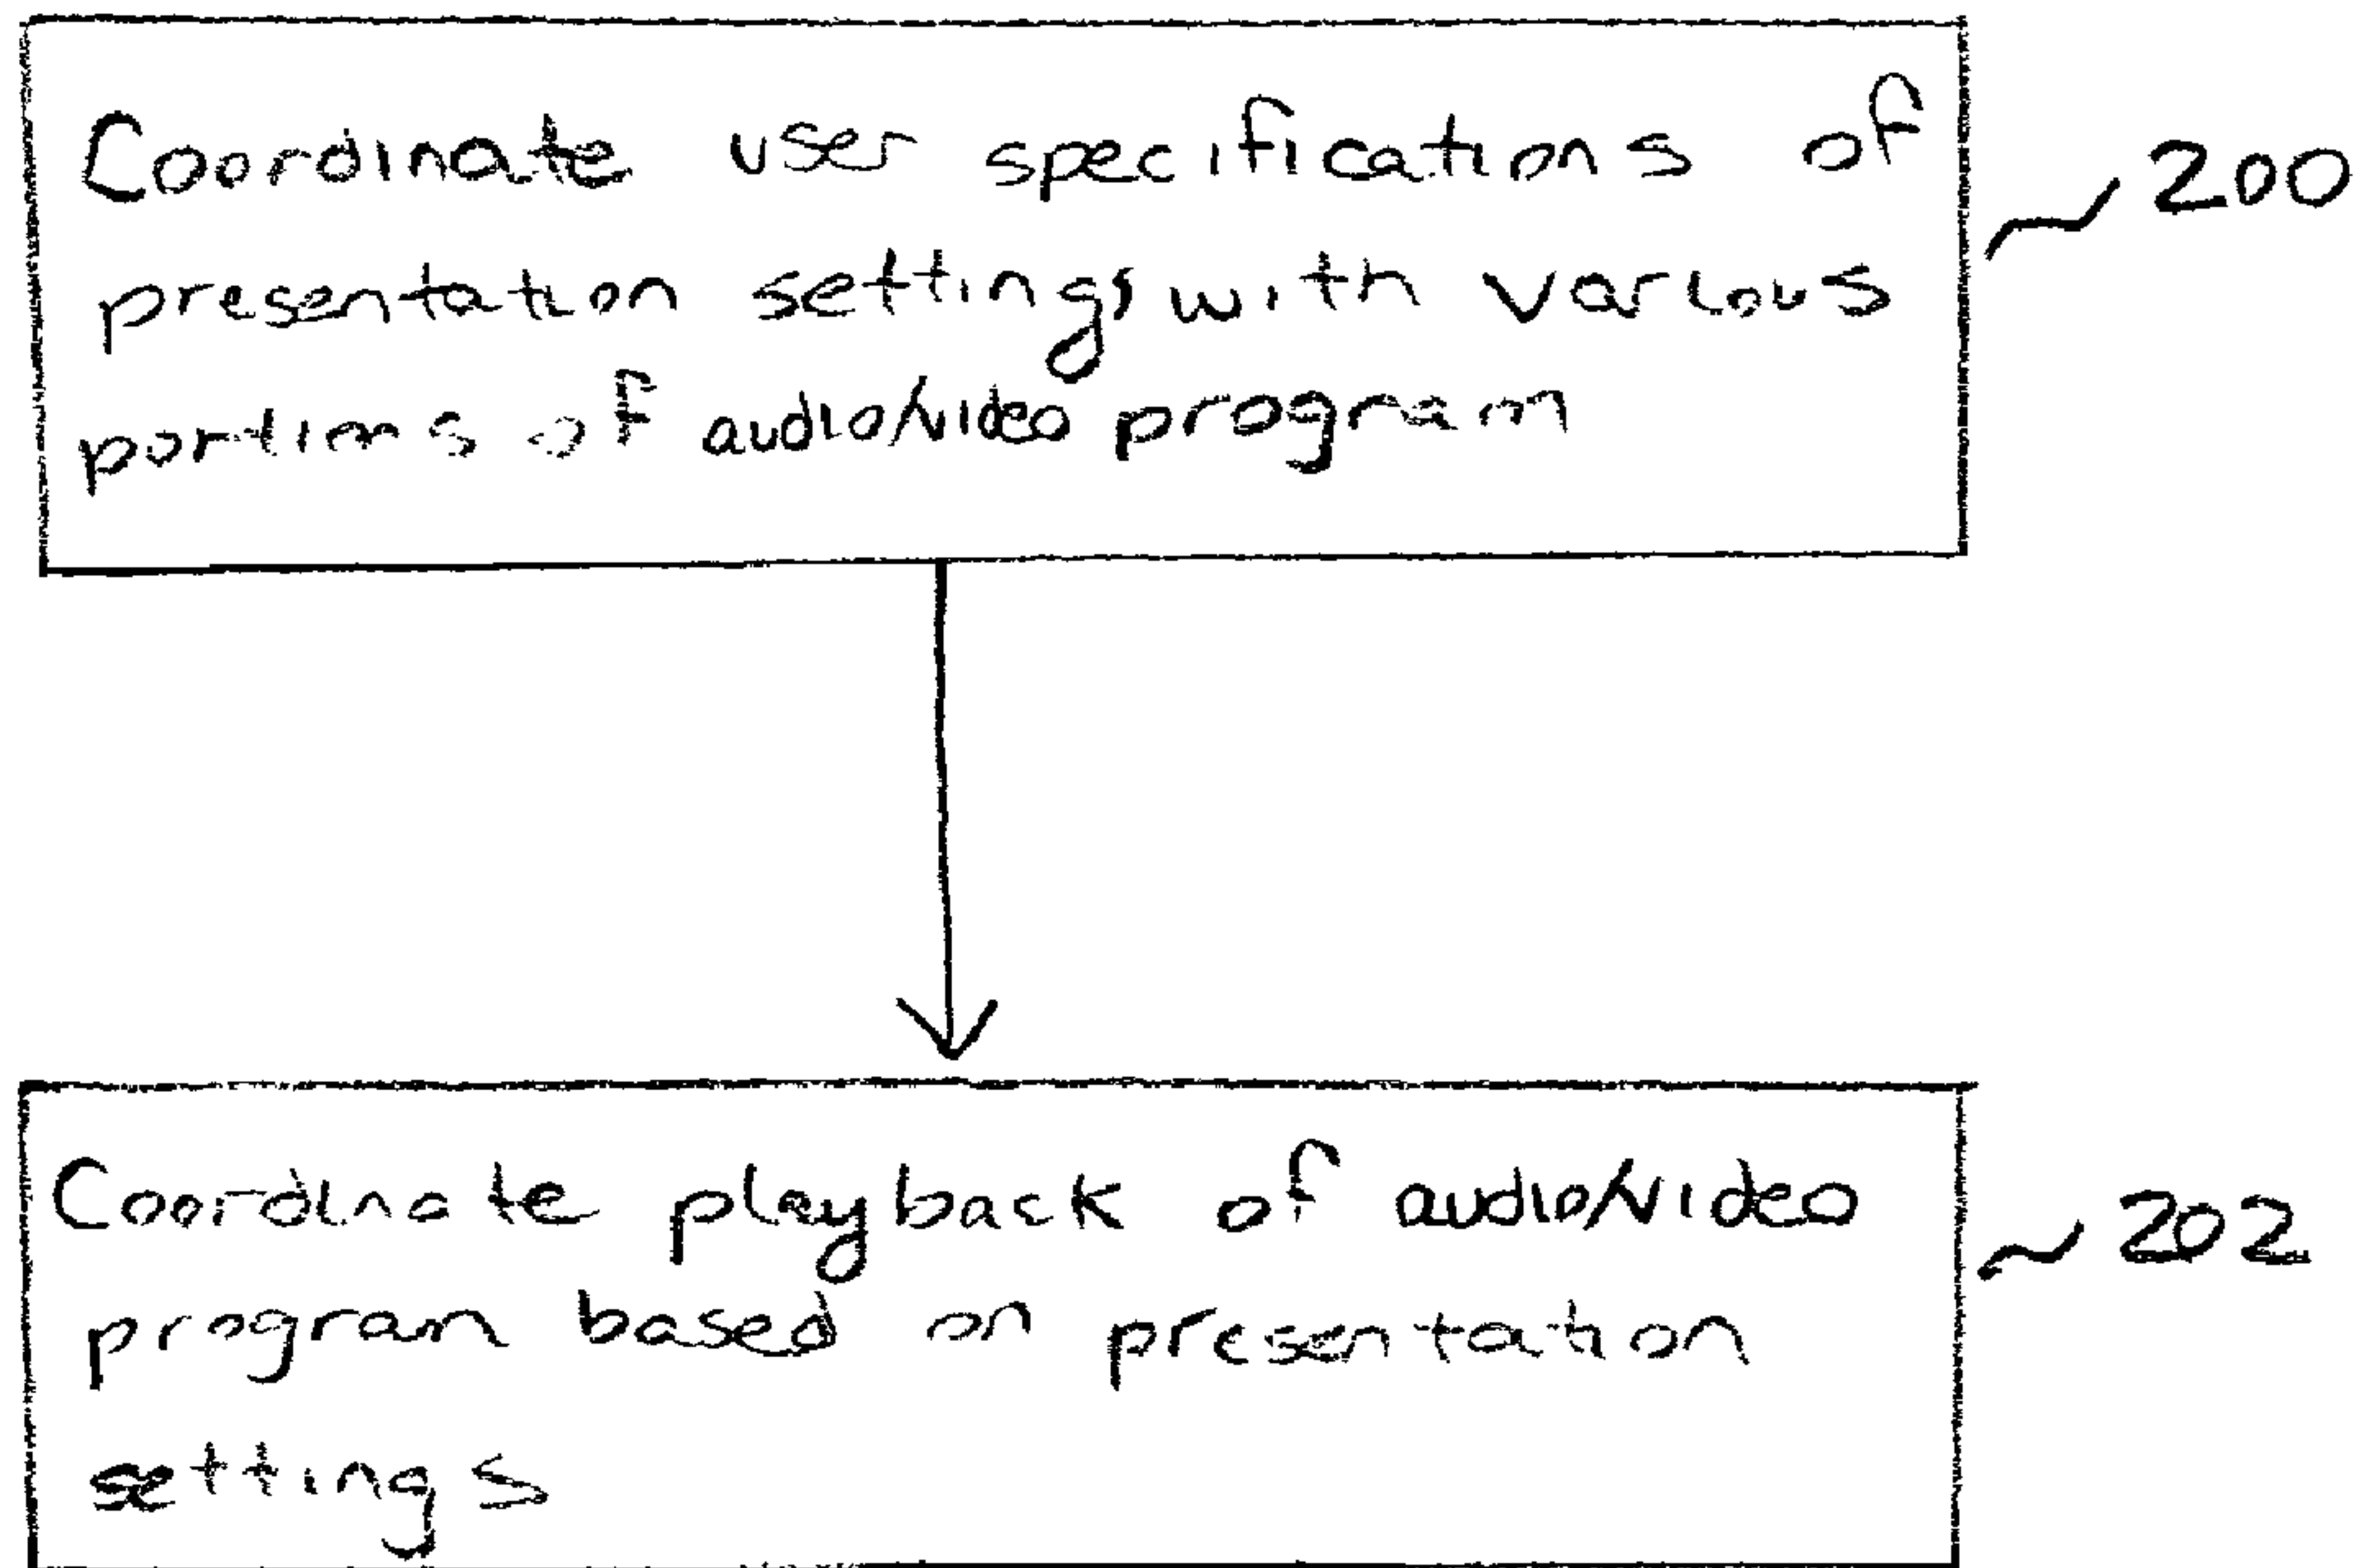 Coordinate user specifications of
presentation settings with various
portions of audio/video program
200
Coordinate playback of audio/video
program based on presentation
settings
202